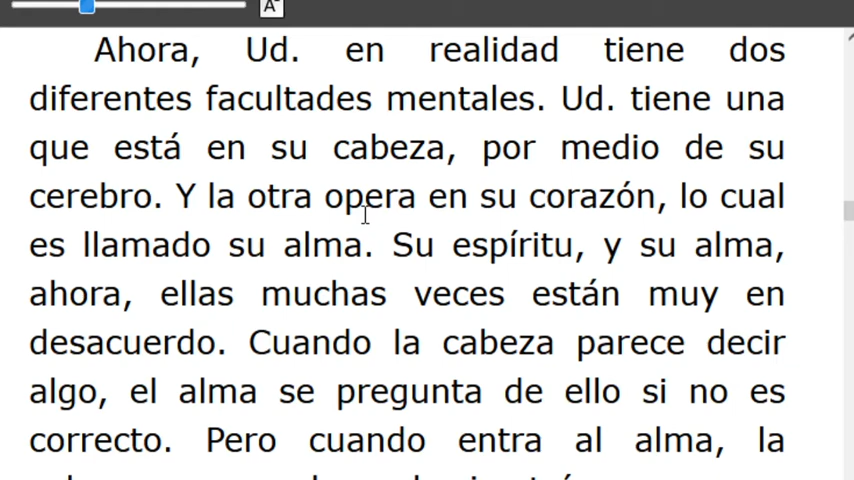 A
Ahora, Ud. en realidad tiene dos
diferentes facultades mentales. Ud. tiene una
que está en su cabeza, por medio de su
cerebro. Y la otra opera en su corazón, lo cual
es llamado su alma. Su espíritu, y su alma,
ahora, ellas muchas veces están muy en
desacuerdo. Cuando la cabeza parece decir
algo, el alma se pregunta de ello si no es
correcto. Pero cuando entra al alma, la